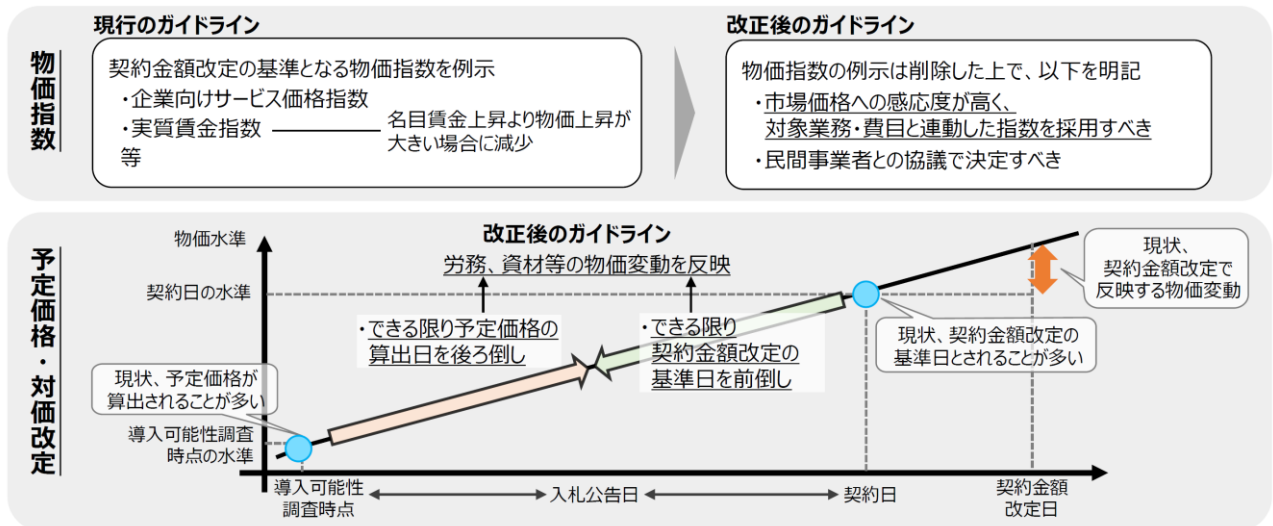 現行のガイドライン
改正後のガイドライン
物価指数
契約金額改定の基準となる物価指数を例示
・企業向けサービス価格指数
・実質賃金指数
等
名目賃金上昇より物価上昇が
大きい場合に減少
物価指数の例示は削除した上で、以下を明記
・市場価格への感応度が高く、
対象業務・費目と連動した指数を採用すべき
・民間事業者との協議で決定すべき
予定価格・対価改定
物価水準
改正後のガイドライン
労務、資材等の物価変動を反映
現状、
契約金額改定で
反映する物価変動
契約日の水準
・できる限り予定価格の
算出日を後ろ倒し
・できる限り
契約金額改定の
基準日を前倒し
現状、契約金額改定の
基準日とされることが多い
現状、予定価格が
算出されることが多い
導入可能性調査
時点の水準
導入可能性
調査時点
入札公告日
契約日
契約金額
改定日